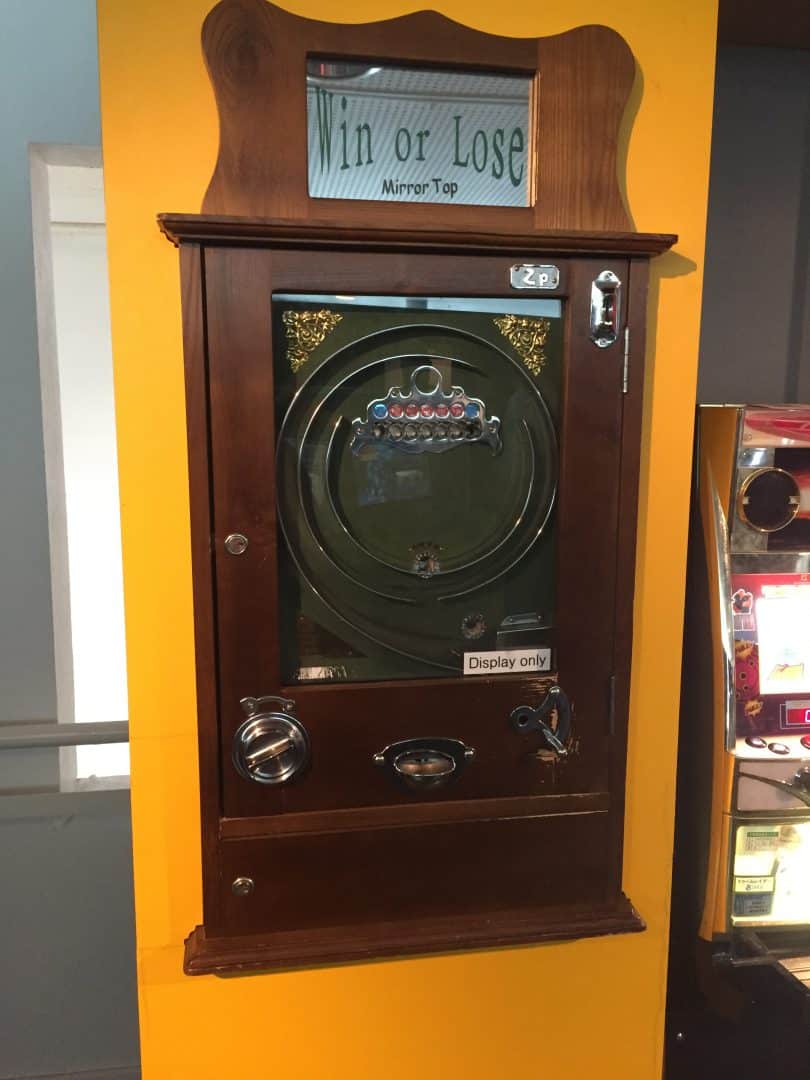 Win or Lose
Mirror Top
2p
Display only